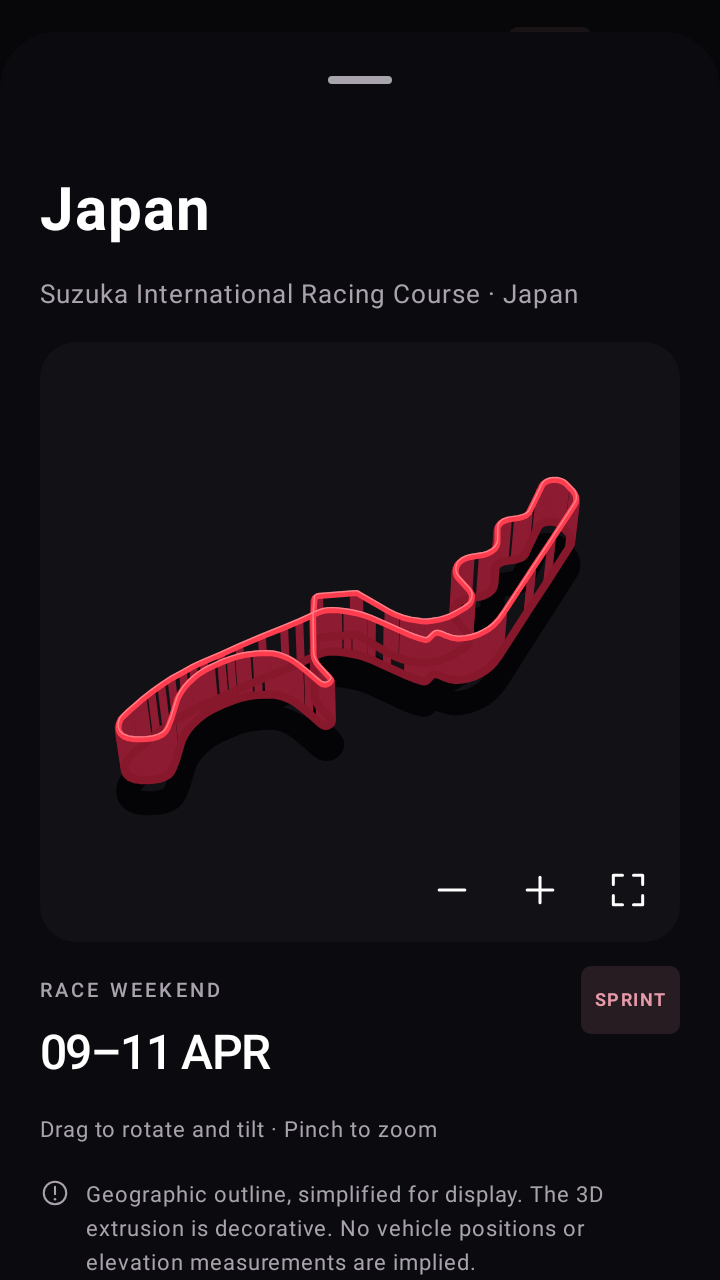 Japan
Suzuka International Racing Course · Japan
RACE WEEKEND
SPRINT
09–11 APR
Drag to rotate and tilt · Pinch to zoom
Geographic outline, simplified for display. The 3D
extrusion is decorative. No vehicle positions or
elevation measurements are implied.